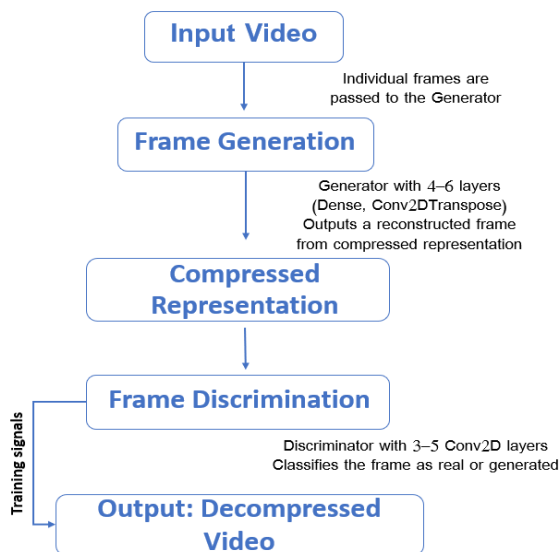 Input Video
Individual frames are
passed to the Generator
Frame Generation
Generator with 4–6 layers
(Dense, Conv2DTranspose)
Outputs a reconstructed frame
from compressed representation
Compressed
Representation
Frame Discrimination
Training signals
Discriminator with 3–5 Conv2D layers
Classifies the frame as real or generated
Output: Decompressed
Video